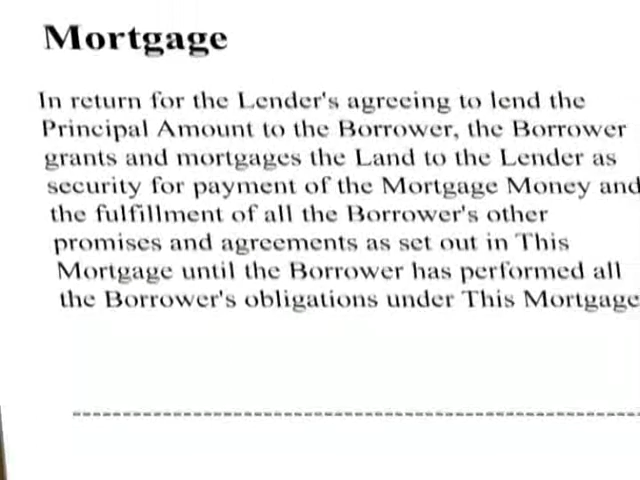 Mortgage
In return for the Lender's agreeing to lend the
Principal Amount to the Borrower, the Borrower
grants and mortgages the Land to the Lender as
security for payment of the Mortgage Money and
the fulfillment of all the Borrower's other
promises and agreements as set out in This
Mortgage until the Borrower has performed all
the Borrower's obligations under This Mortgage